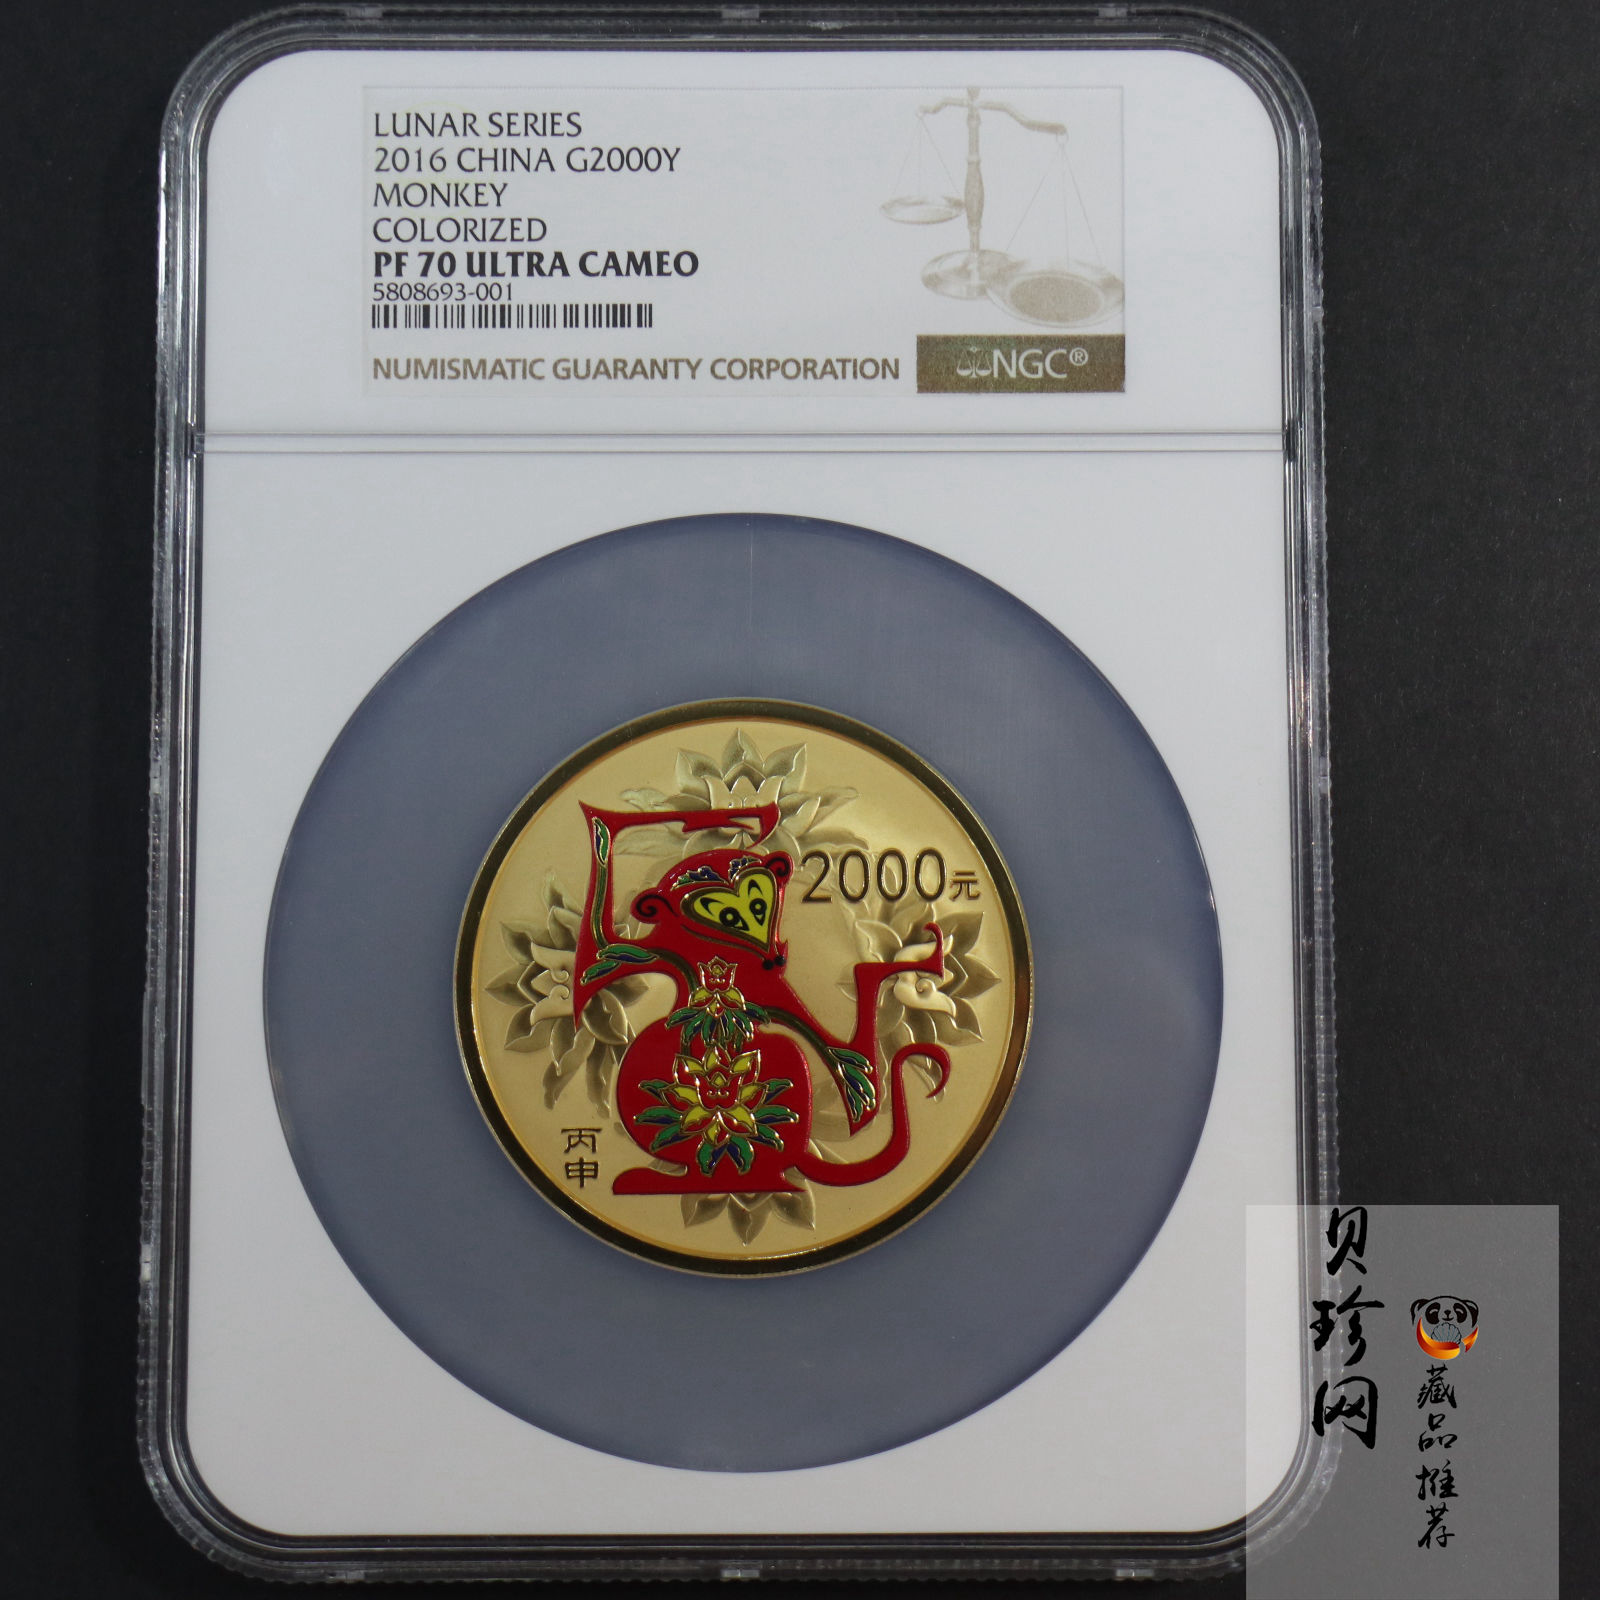 LUNAR SERIES
2016 CHINA G2000Y
MONKEY
COLORIZED
PF 70 ULTRA CAMEO
5808693-001
NUMISMATIC GUARANTY CORPORATION
NGC®
2000元
丙申
贝珍网
藏品推荐